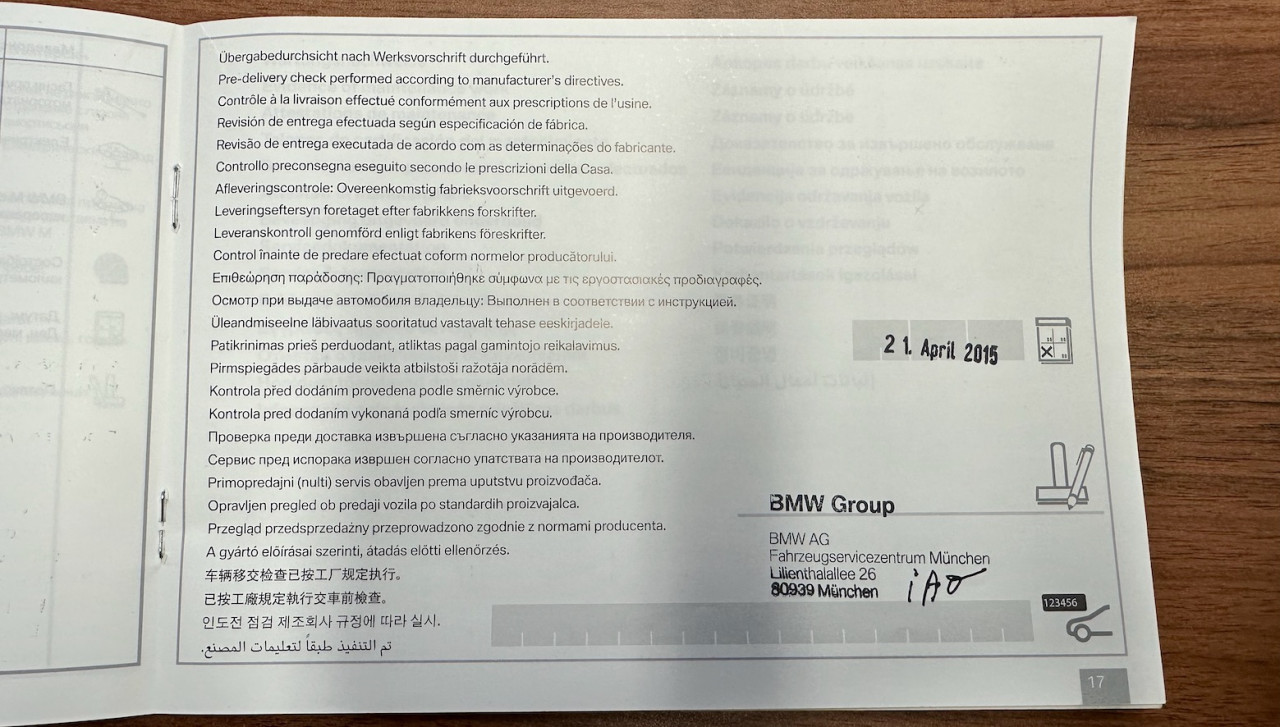 Übergabedurchsicht nach Werksvorschrift durchgeführt.
Pre-delivery check performed according to manufacturer's directives.
Contrôle à la livraison effectué conformément aux prescriptions de l'usine.
Revisión de entrega efectuada según especificación de fábrica.
Revisão de entrega executada de acordo com as determinações do fabricante.
Controllo preconsegna eseguito secondo le prescrizioni della Casa.
Afleveringscontrole: Overeenkomstig fabrieksvoorschrift uitgevoerd.
Leveringseftersyn foretaget efter fabrikkens forskrifter.
Leveranskontroll genomförd enligt fabrikens föreskrifter.
Control înainte de predare efectuat coform normelor producătorului.
Επιθεώρηση παράδοσης: Πραγματοποιήθηκε σύμφωνα με τις εργοστασιακές προδιαγραφές.
Осмотр при выдаче автомобиля владельцу: Выполнен в соответствии с инструкцией.
Üleandmiseelne läbivaatus sooritatud vastavalt tehase eeskirjadele.
Patikrinimas prieš perduodant, atliktas pagal gamintojo reikalavimus.
Pirmspiegādes pārbaude veikta atbilstoši ražotāja norādēm.
Kontrola před dodáním provedena podle směrnic výrobce.
Kontrola pred dodaním vykonaná podľa smerníc výrobcu.
Проверка преди доставка извършена съгласно указанията на производителя.
Сервис пред испорака извршен согласно упатствата на производителот.
Primopredajni (nulti) servis obavljen prema uputstvu proizvođača.
Opravljen pregled ob predaji vozila po standardih proizvajalca.
Przegląd przedsprzedażny przeprowadzono zgodnie z normami producenta.
A gyártó előírásai szerinti, átadás előtti ellenőrzés.
车辆移交检查已按工厂规定执行。
已按工廠規定執行交車前檢查。
인도전 점검 제조회사 규정에 따라 실시.
تم التنفيذ طبقاً لتعليمات المصنع.
21. April 2015
BMW Group
BMW AG
Fahrzeugservicezentrum München
Lilienthalallee 26
80939 München
123456
17